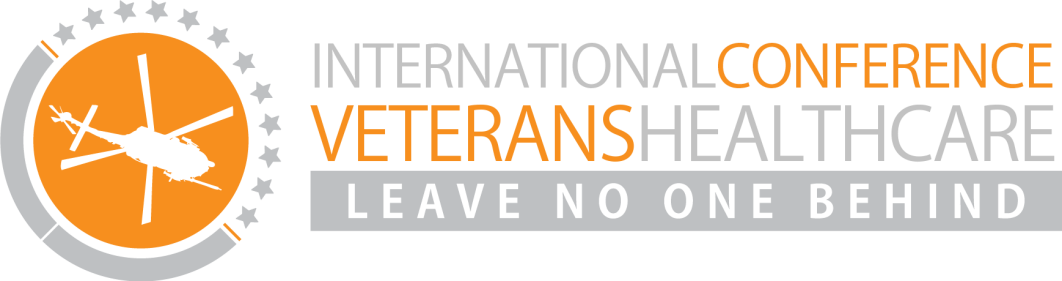 INTERNATIONALCONFERENCE
VETERANSHEALTHCARE
LEAVE NO ONE BEHIND